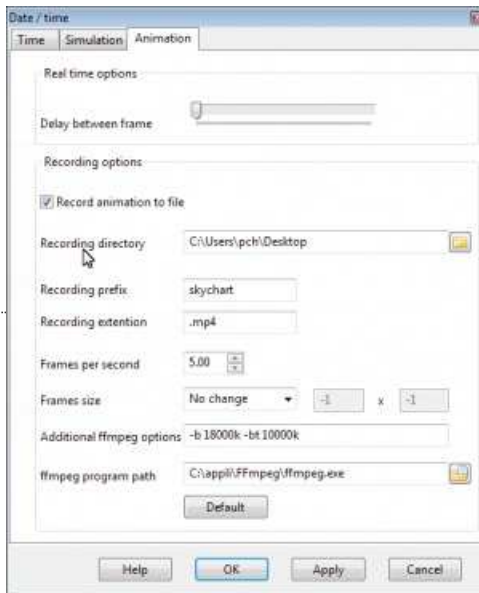 Date / time
Time Simulation Animation
Real time options
Delay between frame
Recording options
Record animation to file
Recording directory C:\Users\pch\Desktop
Recording prefix skychart
Recording extention .mp4
Frames per second 5.00
Frames size No change -1 x -1
Additional ffmpeg options -b 18000k -bt 10000k
ffmpeg program path C:\appli\FFmpeg\ffmpeg.exe
Default
Help OK Apply Cancel